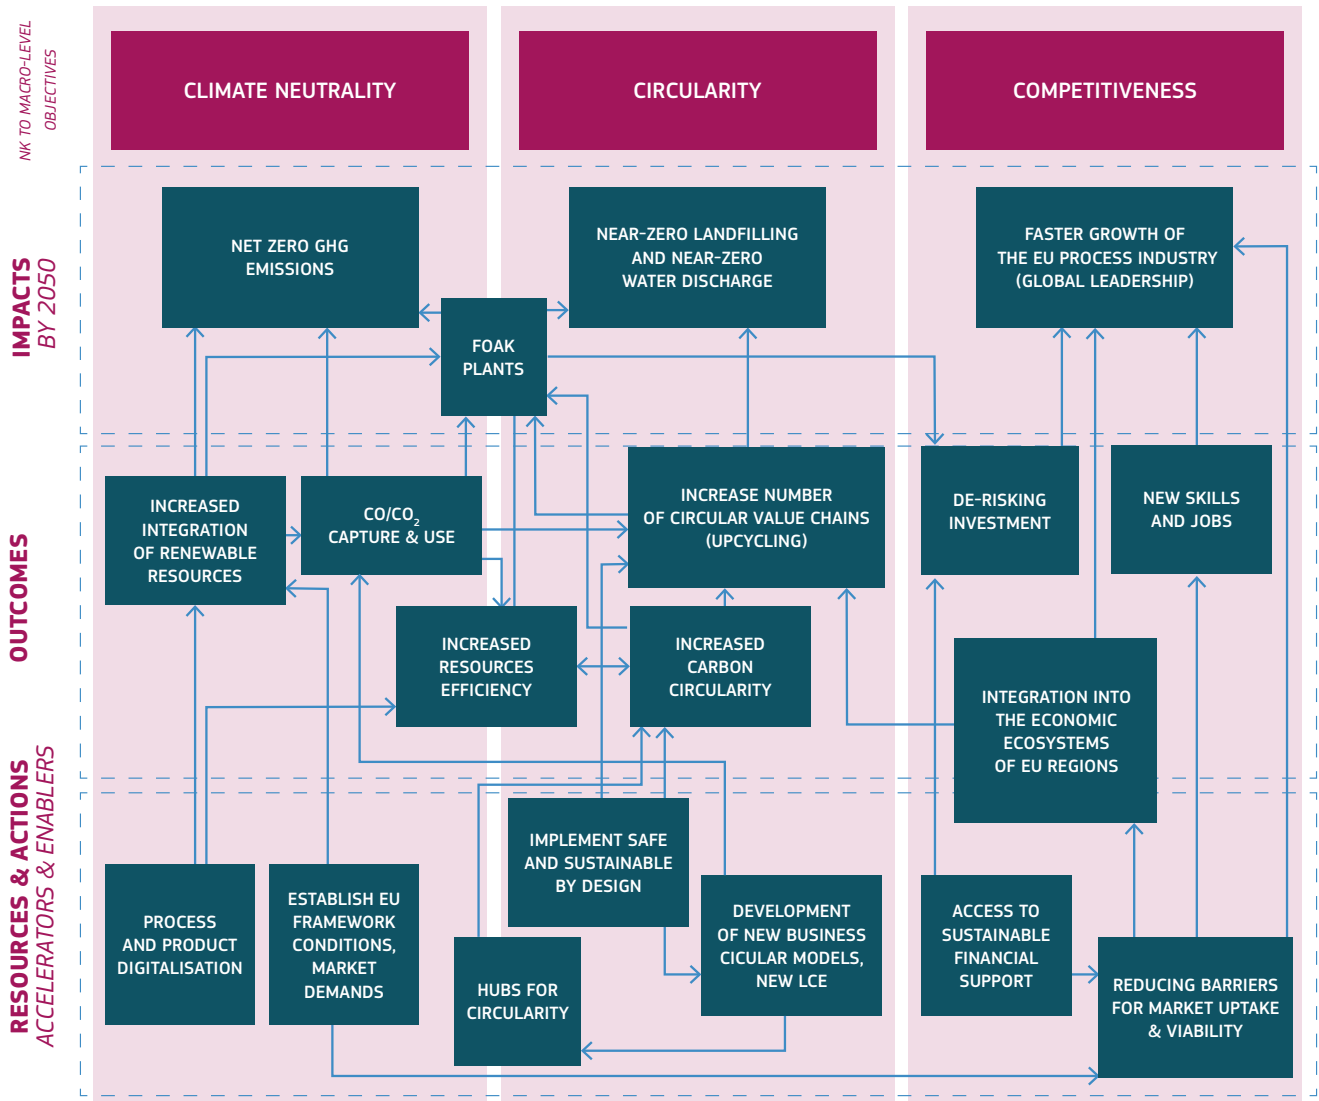 NK TO MACRO-LEVEL
OBJECTIVES
CLIMATE NEUTRALITY
CIRCULARITY
COMPETITIVENESS
IMPACTS
BY 2050
NET ZERO GHG
EMISSIONS
NEAR-ZERO LANDFILLING
AND NEAR-ZERO
WATER DISCHARGE
FASTER GROWTH OF
THE EU PROCESS INDUSTRY
(GLOBAL LEADERSHIP)
FOAK
PLANTS
OUTCOMES
INCREASED
INTEGRATION
OF RENEWABLE
RESOURCES
CO/CO₂
CAPTURE & USE
INCREASE NUMBER
OF CIRCULAR VALUE CHAINS
(UPCYCLING)
DE-RISKING
INVESTMENT
NEW SKILLS
AND JOBS
INCREASED
RESOURCES
EFFICIENCY
INCREASED
CARBON
CIRCULARITY
INTEGRATION INTO
THE ECONOMIC
ECOSYSTEMS
OF EU REGIONS
RESOURCES & ACTIONS
ACCELERATORS & ENABLERS
PROCESS
AND PRODUCT
DIGITALISATION
ESTABLISH EU
FRAMEWORK
CONDITIONS,
MARKET
DEMANDS
HUBS FOR
CIRCULARITY
IMPLEMENT SAFE
AND SUSTAINABLE
BY DESIGN
DEVELOPMENT
OF NEW BUSINESS
CICULAR MODELS,
NEW LCE
ACCESS TO
SUSTAINABLE
FINANCIAL
SUPPORT
REDUCING BARRIERS
FOR MARKET UPTAKE
& VIABILITY